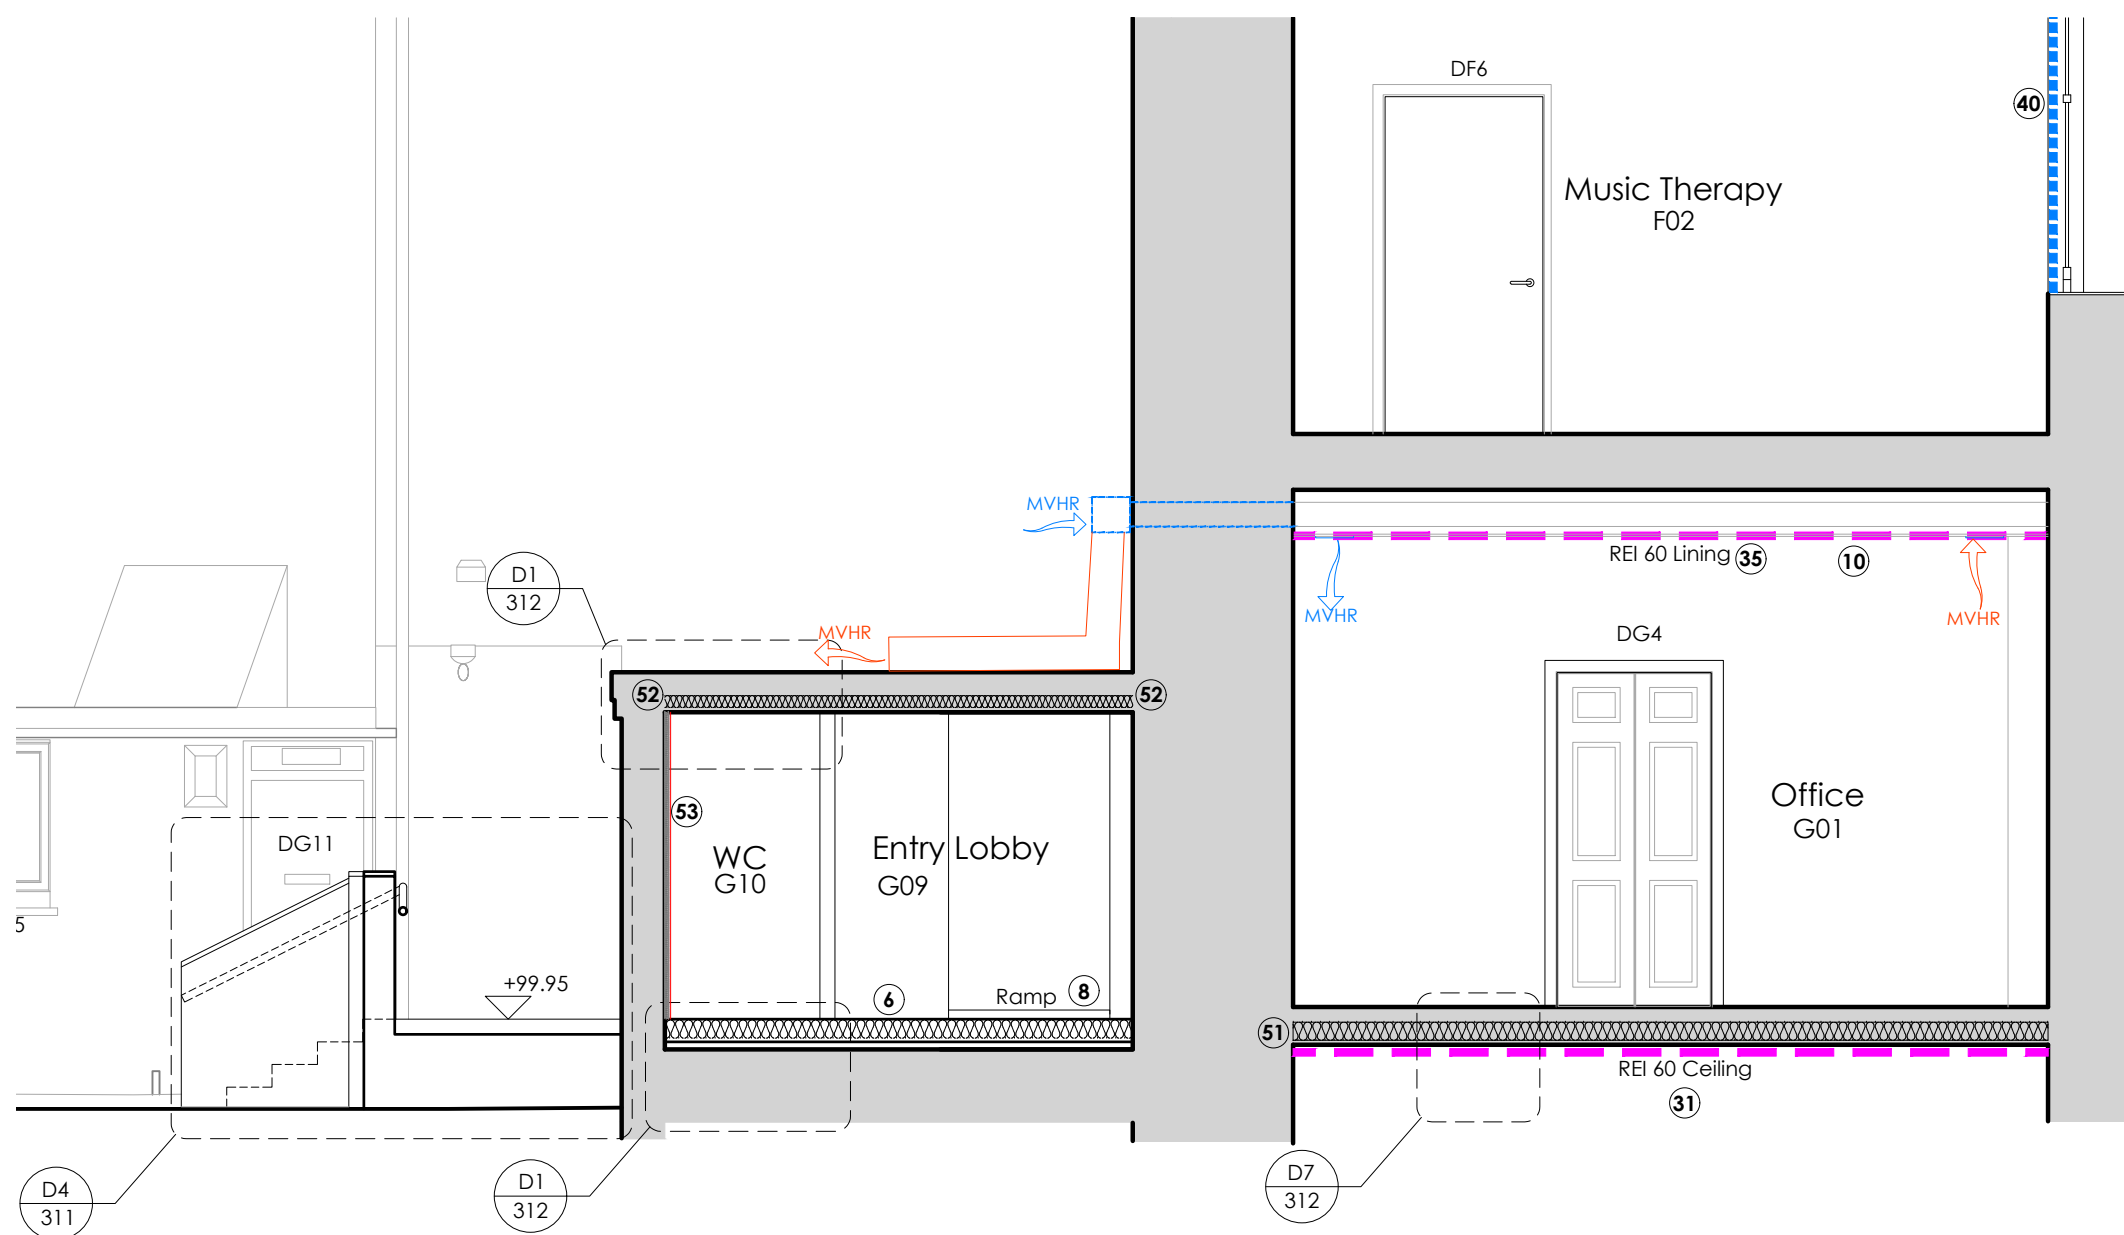 DF6
40
Music Therapy
F02
MVHR
REI 60 Lining 35 10
D1
312
MVHR
MVHR
MVHR
DG4
52
52
53
Office
G01
DG11
WC
G10
Entry Lobby
G09
5
+99.95
6
Ramp 8
51
REI 60 Ceiling
31
D4
311
D1
312
D7
312